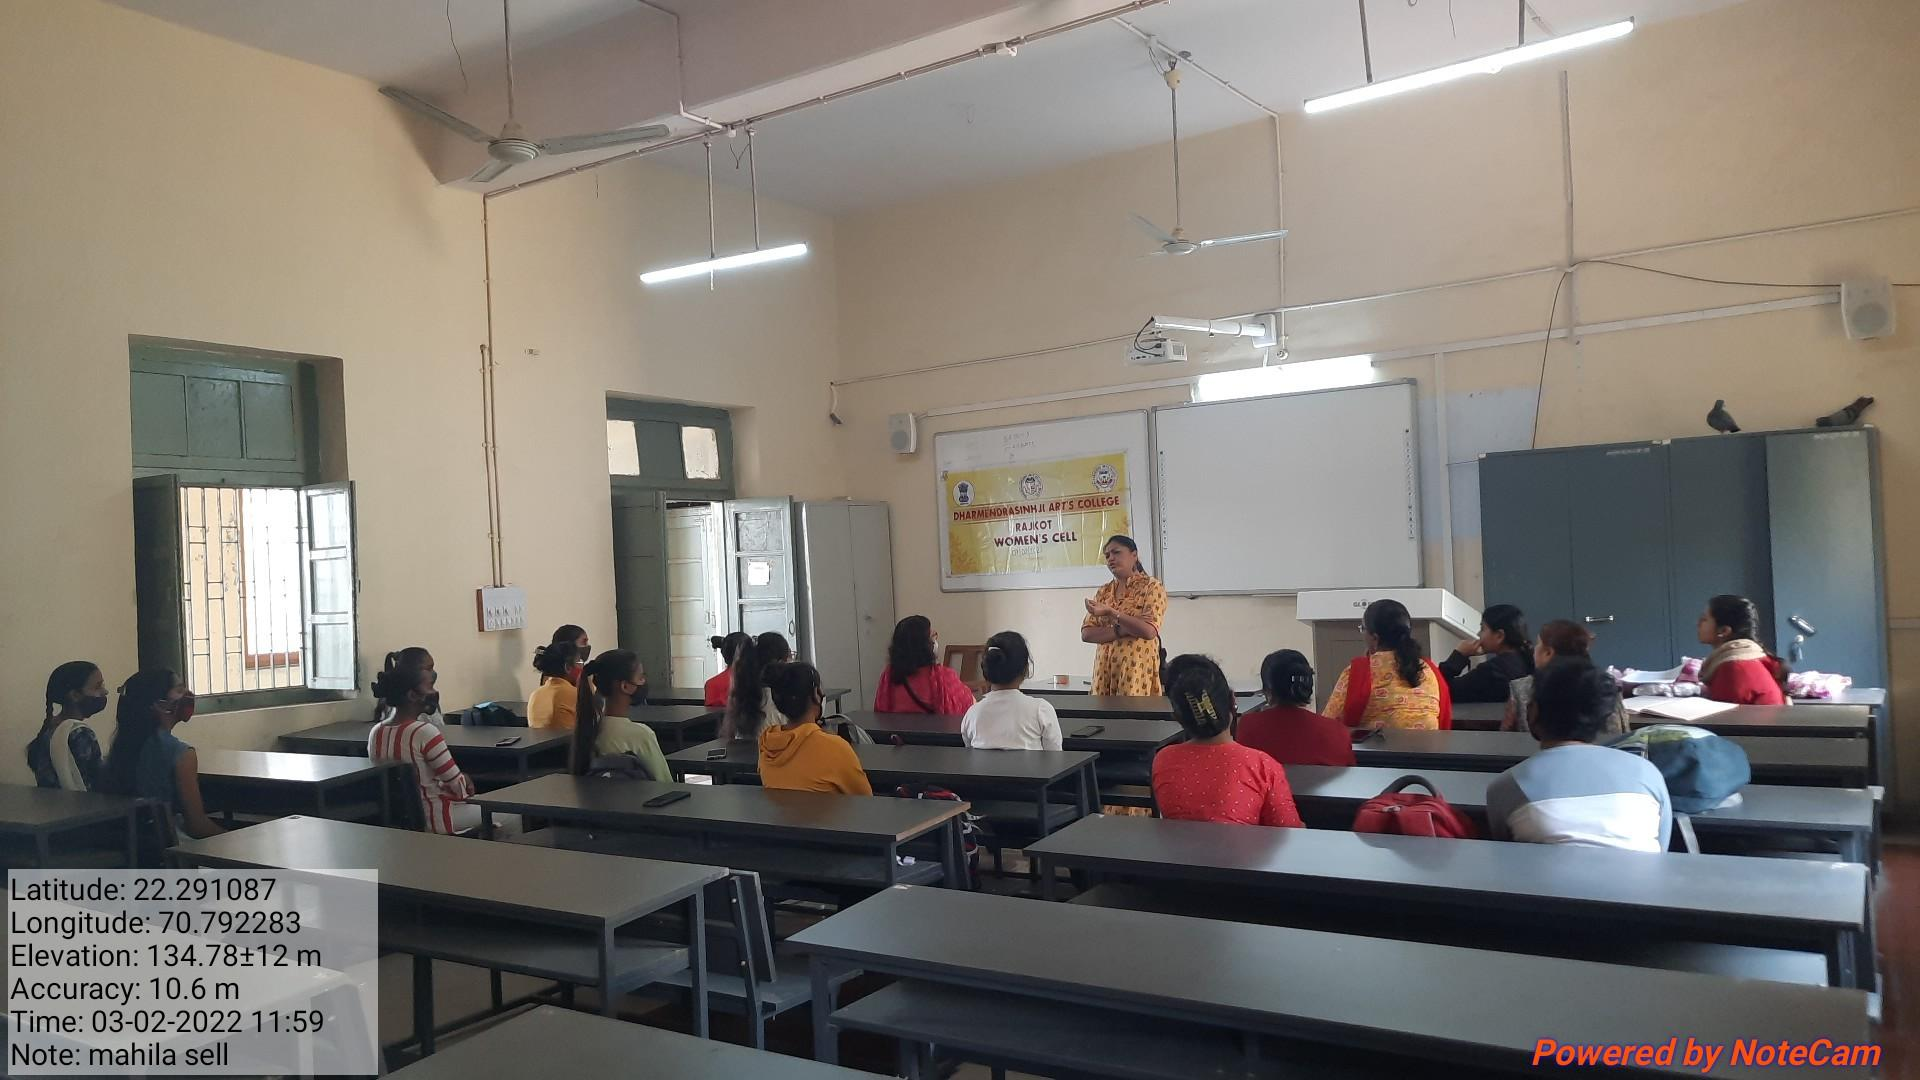 DHARMENDRASINHJI ART'S COLLEGE
RAJKOT
WOMEN'S CELL
Latitude: 22.291087
Longitude: 70.792283
Elevation: 134.78±12 m
Accuracy: 10.6 m
Time: 03-02-2022 11:59
Note: mahila sell
Powered by NoteCam